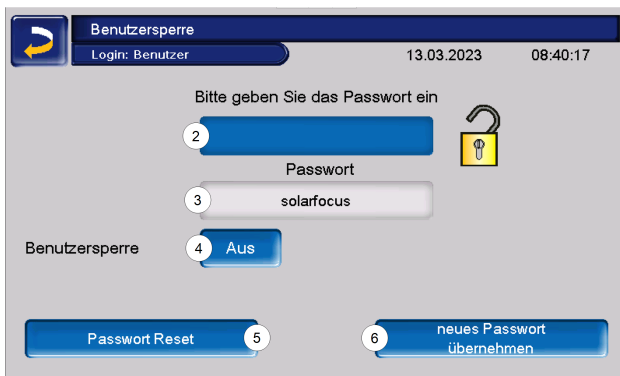 Benutzersperre
Login: Benutzer 13.03.2023 08:40:17
Bitte geben Sie das Passwort ein
2
Passwort
3 solarfocus
Benutzersperre 4 Aus
Passwort Reset 5 6 neues Passwort
übernehmen